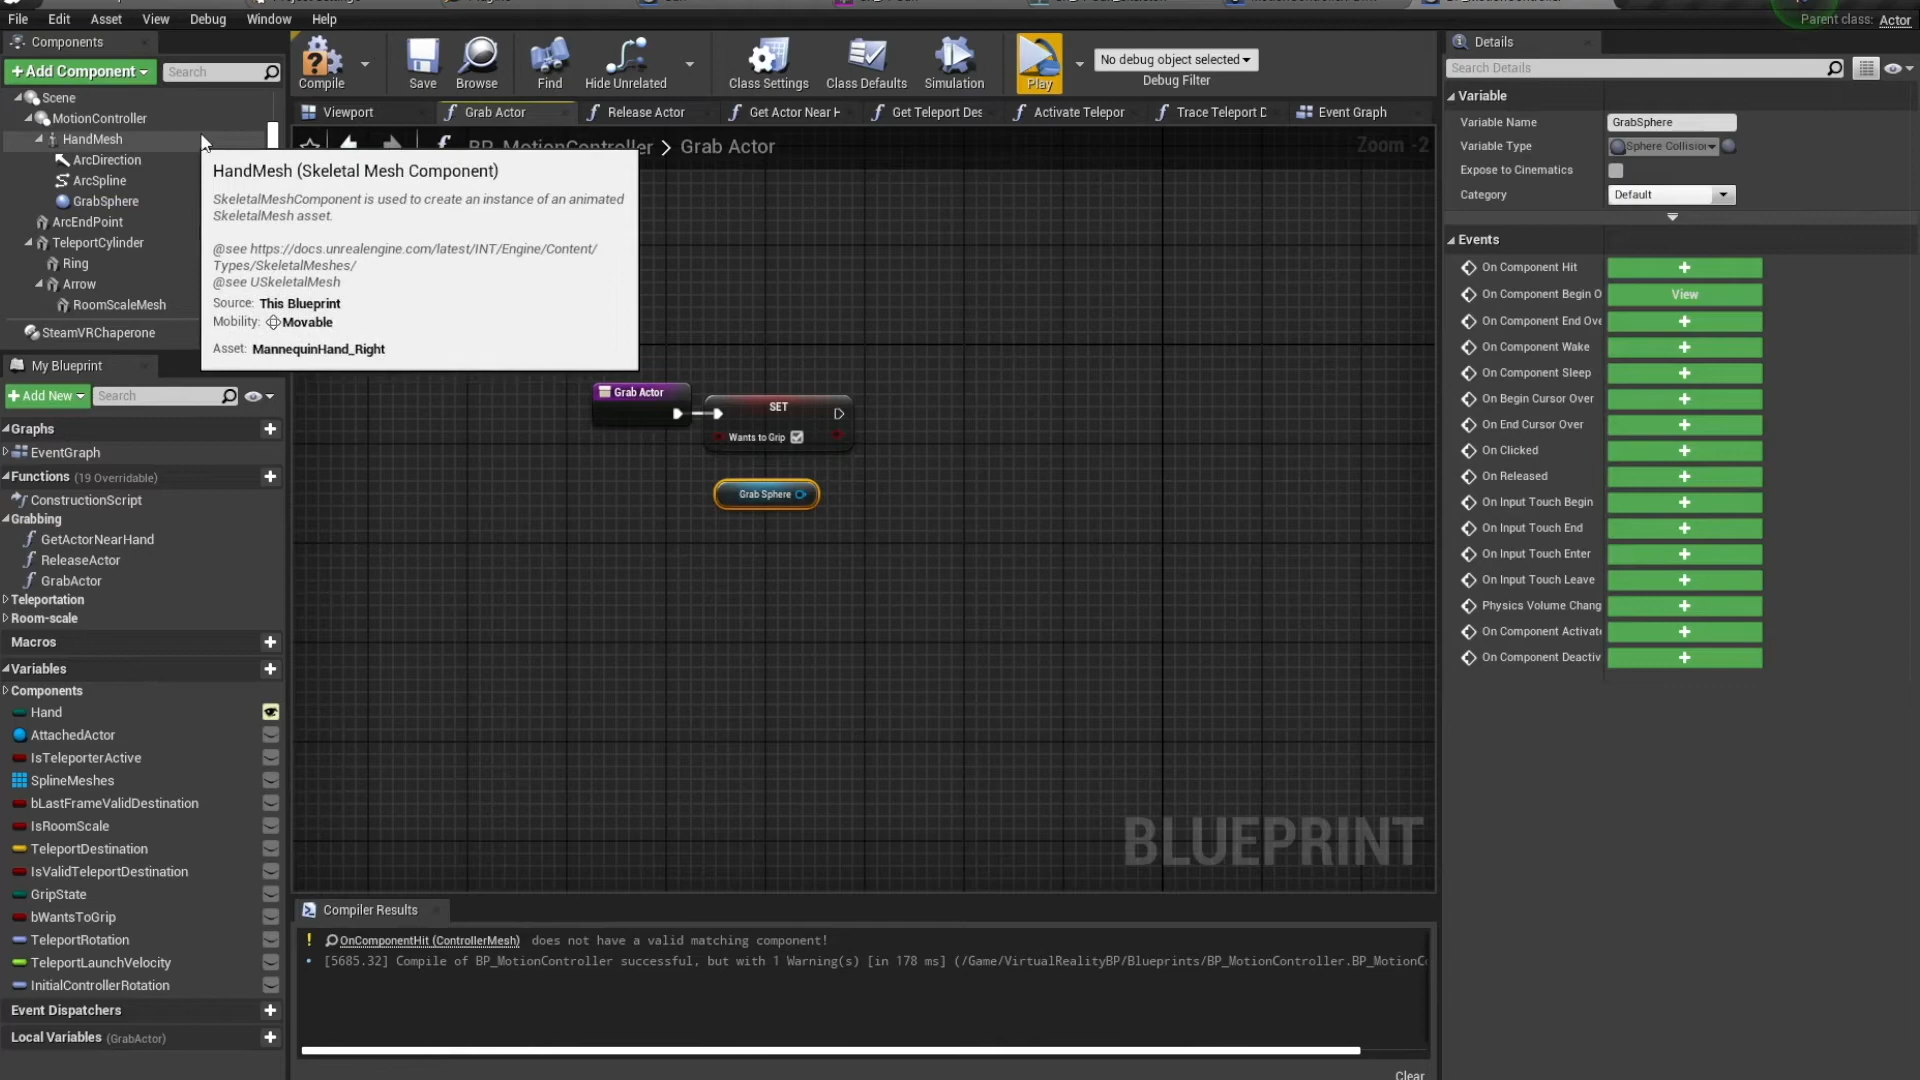 File Edit Asset View Debug Window Help
Parent class: Actor
Components
+Add Component Search
Scene
MotionController
HandMesh
ArcDirection
ArcSpline
GrabSphere
ArcEndPoint
TeleportCylinder
Ring
Arrow
RoomScaleMesh
SteamVRChaperone
My Blueprint
+Add New Search
Graphs
EventGraph
Functions (19 Overridable)
ConstructionScript
Grabbing
GetActorNearHand
ReleaseActor
GrabActor
Teleportation
Room-scale
Macros
Variables
Components
Hand
AttachedActor
IsTeleporterActive
SplineMeshes
bLastFrameValidDestination
IsRoomScale
TeleportDestination
IsValidTeleportDestination
GripState
bWantsToGrip
TeleportRotation
TeleportLaunchVelocity
InitialControllerRotation
Event Dispatchers
Local Variables (GrabActor)
Compile Save Browse Find Hide Unrelated Class Settings Class Defaults Simulation Play
No debug object selected
Debug Filter
Viewport Grab Actor Release Actor Get Actor Near H Get Teleport Des Activate Telepor Trace Teleport D Event Graph
BP_MotionController > Grab Actor Zoom -2
HandMesh (Skeletal Mesh Component)
SkeletalMeshComponent is used to create an instance of an animated
SkeletalMesh asset.
@see https://docs.unrealengine.com/latest/INT/Engine/Content/
Types/SkeletalMeshes/
@see USkeletalMesh
Source: This Blueprint
Mobility: Movable
Asset: MannequinHand_Right
Grab Actor
SET
Wants to Grip
Grab Sphere
BLUEPRINT
Compiler Results
OnComponentHit (ControllerMesh) does not have a valid matching component!
[5685.32] Compile of BP_MotionController successful, but with 1 Warning(s) [in 178 ms] (/Game/VirtualRealityBP/Blueprints/BP_MotionController.BP_MotionCo
Clear
Details
Search Details
Variable
Variable Name GrabSphere
Variable Type Sphere Collision
Expose to Cinematics
Category Default
Events
On Component Hit
On Component Begin O View
On Component End Ove
On Component Wake
On Component Sleep
On Begin Cursor Over
On End Cursor Over
On Clicked
On Released
On Input Touch Begin
On Input Touch End
On Input Touch Enter
On Input Touch Leave
Physics Volume Chang
On Component Activat
On Component Deactiv